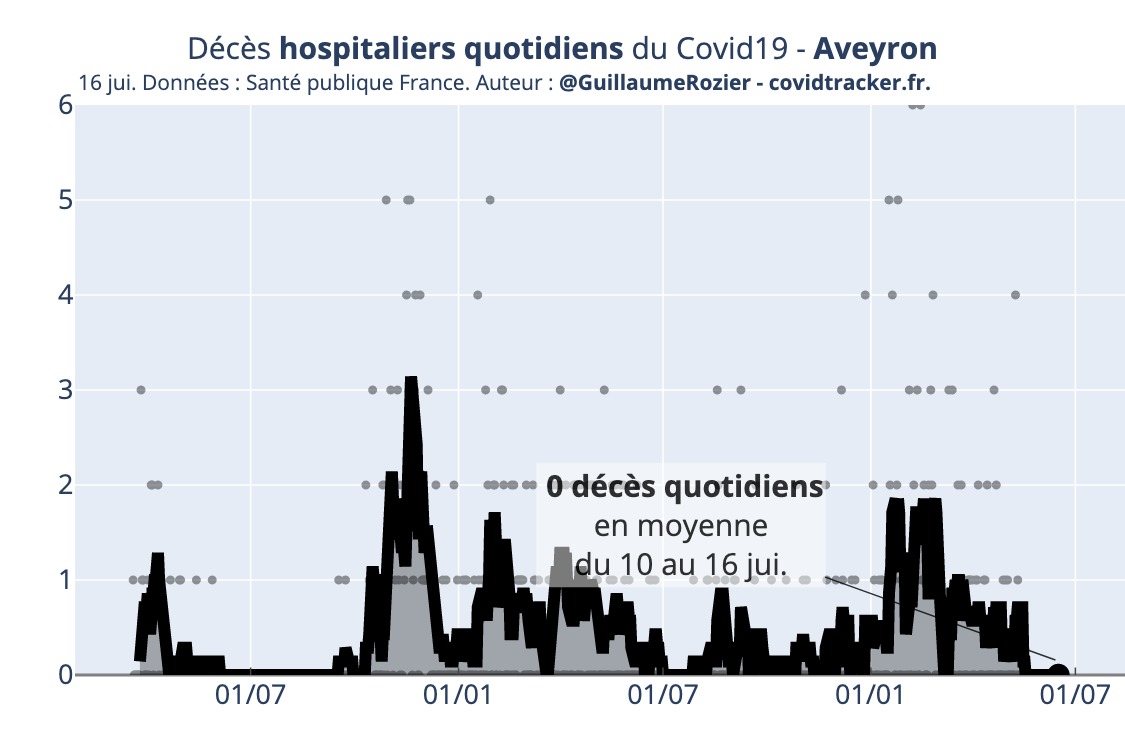 Décès hospitaliers quotidiens du Covid19 - Aveyron
16 jui. Données : Santé publique France. Auteur : @GuillaumeRozier - covidtracker.fr.
6
5
4
3
2
1
0
0 décès quotidiens
en moyenne
du 10 au 16 jui.
01/07 01/01 01/07 01/01 01/07